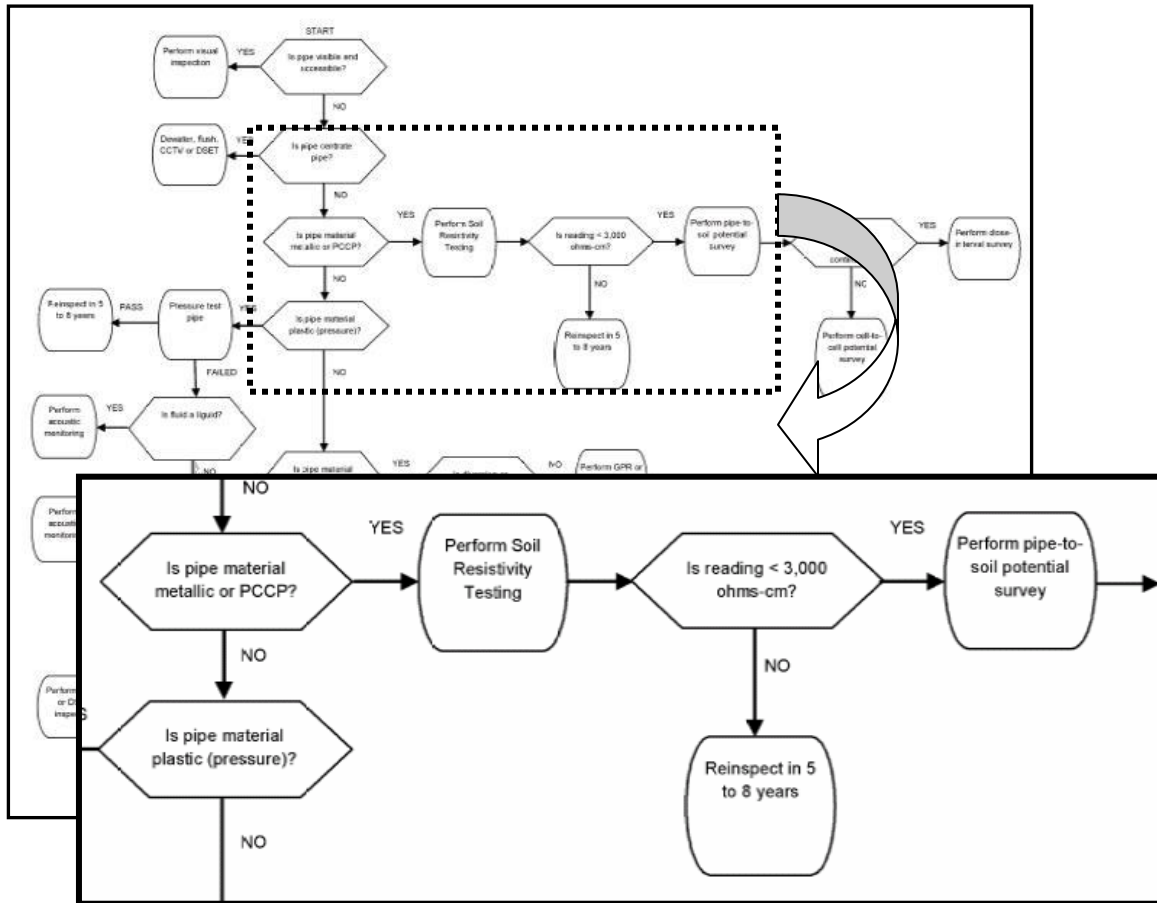 START
Perform visual
inspection
YES
Is pipe visible and
accessible?
NO
Dewater, flush,
CCTV or DSET
YES
Is pipe centrate
pipe?
NO
Is pipe material
metallic or PCCP?
YES
Perform Soil
Resistivity
Testing
Is reading < 3,000
ohms-cm?
YES
Perform pipe-to-
soil potential
survey
YES
Perform close-
interval survey
NO
NO
NO
Reinspect in 5
to 8 years
PASS
Pressure test
pipe
YES
Is pipe material
plastic (pressure)?
Reinspect in 5
to 8 years
Perform cell-to-
cell potential
survey
FAILED
NO
Perform
acoustic
monitoring
YES
Is fluid a liquid?
NO
Is pipe material
YES
NO
Perform GPR or
Perform
acoustic
NO
Is pipe material
metallic or PCCP?
YES
Perform Soil
Resistivity
Testing
Is reading < 3,000
ohms-cm?
YES
Perform pipe-to-
soil potential
survey
NO
NO
Is pipe material
plastic (pressure)?
Reinspect in 5
to 8 years
NO